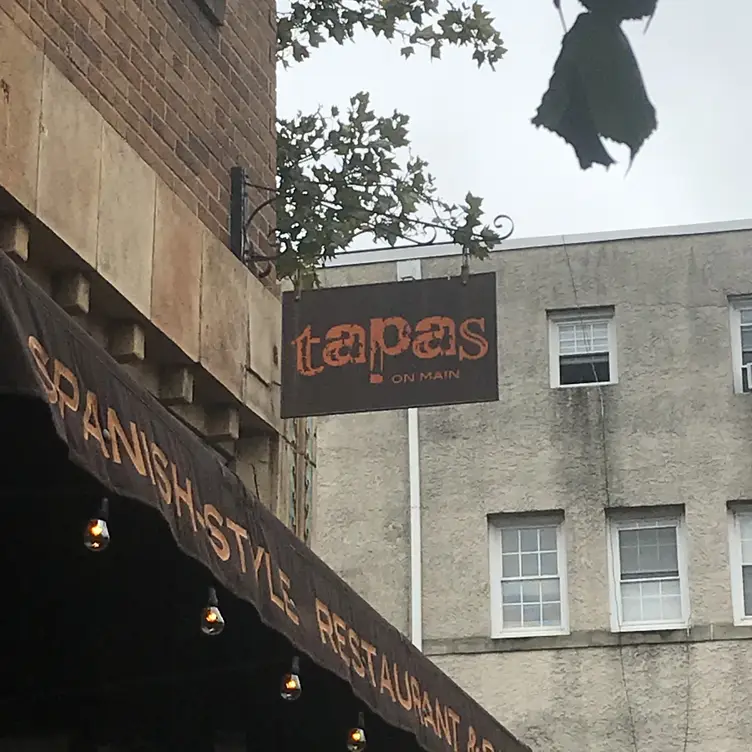 tapas
ON MAIN
SPANISH-STYLE RESTAURANT &